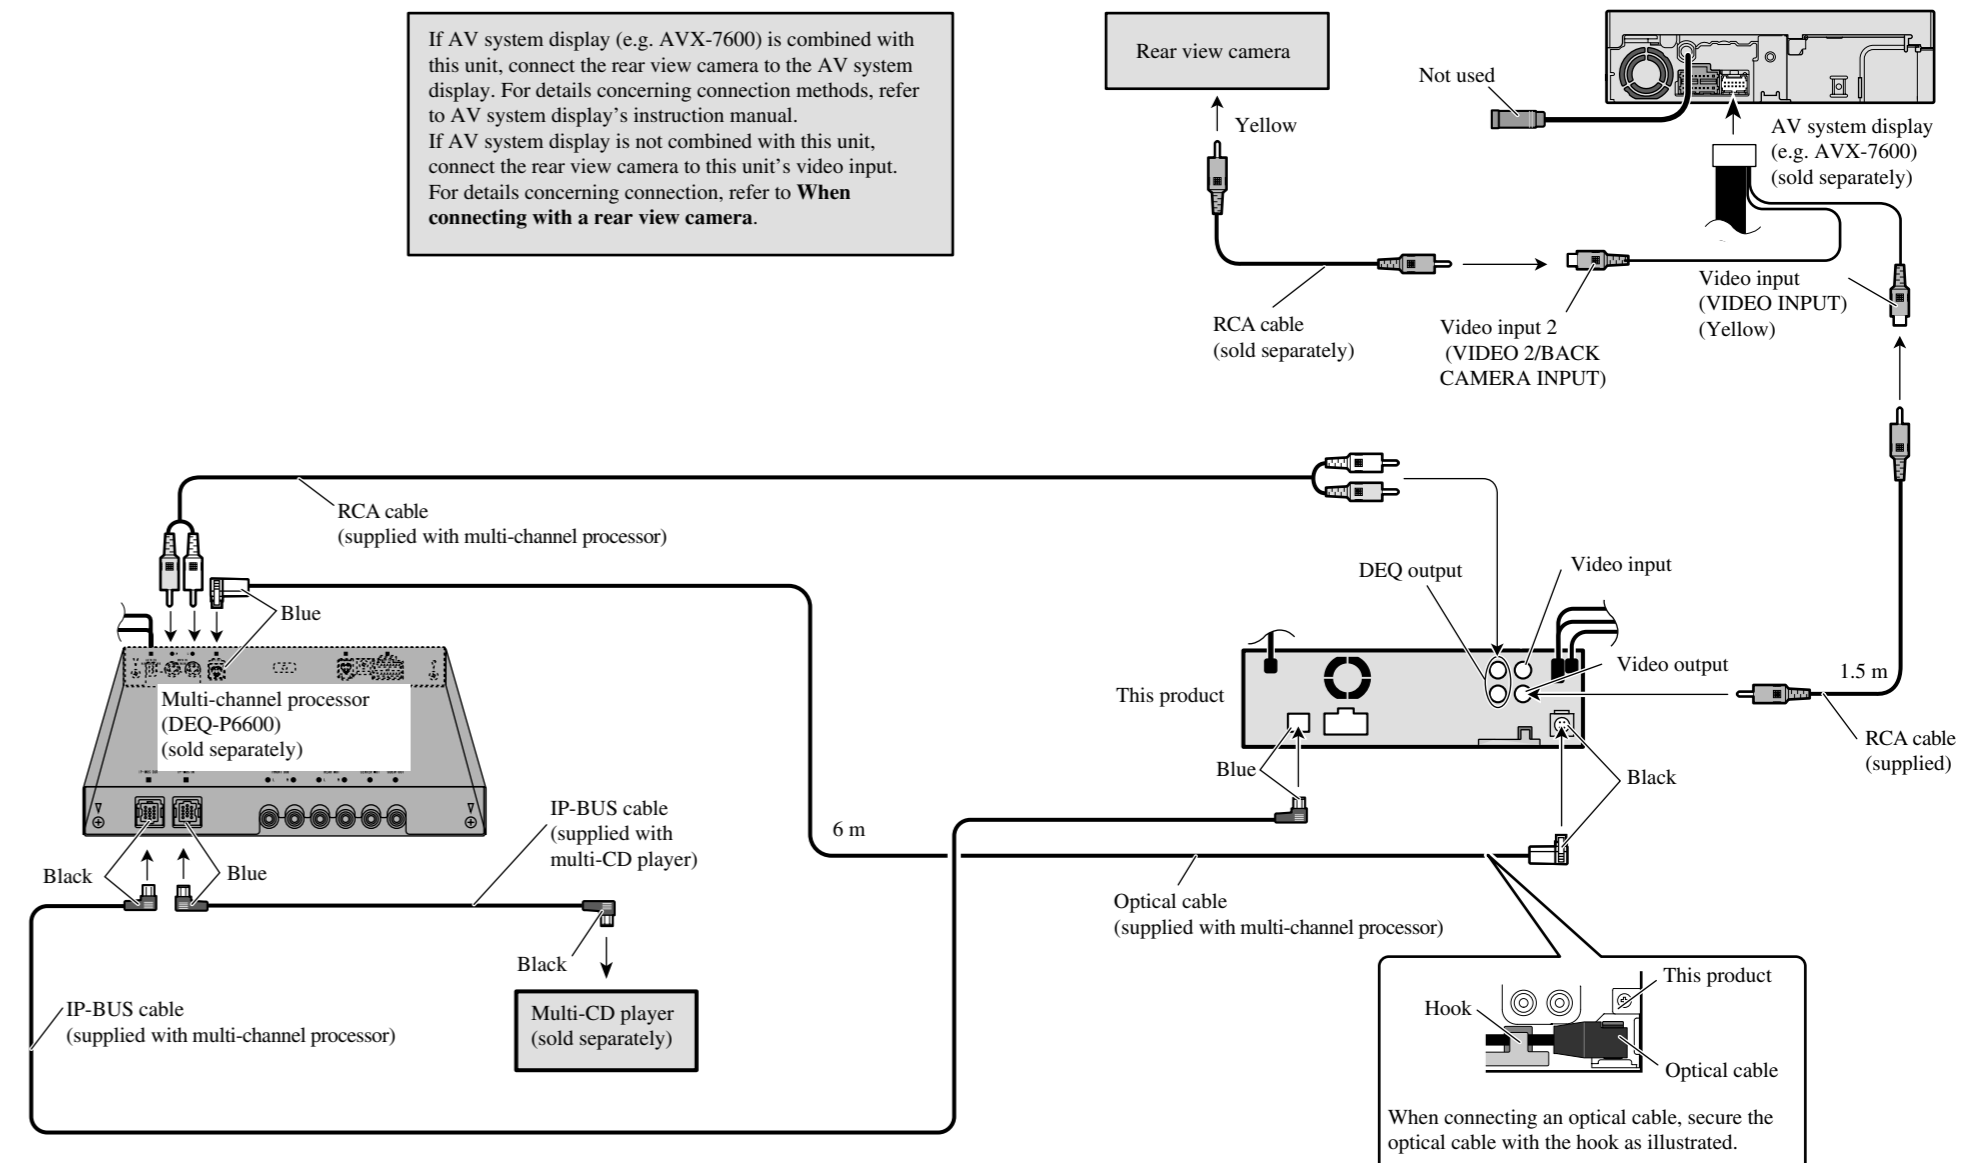 If AV system display (e.g. AVX-7600) is combined with
this unit, connect the rear view camera to the AV system
display. For details concerning connection methods, refer
to AV system display's instruction manual.
If AV system display is not combined with this unit,
connect the rear view camera to this unit's video input.
For details concerning connection, refer to When
connecting with a rear view camera.
Rear view camera
Yellow
Not used
AV system display
(e.g. AVX-7600)
(sold separately)
RCA cable
(sold separately)
Video input 2
(VIDEO 2/BACK
CAMERA INPUT)
Video input
(VIDEO INPUT)
(Yellow)
RCA cable
(supplied with multi-channel processor)
Blue
DEQ output
Video input
Video output
1.5 m
This product
RCA cable
(supplied)
Multi-channel processor
(DEQ-P6600)
(sold separately)
Blue
Black
IP-BUS cable
(supplied with
multi-CD player)
6 m
Black
Blue
Optical cable
(supplied with multi-channel processor)
Black
IP-BUS cable
(supplied with multi-channel processor)
Multi-CD player
(sold separately)
This product
Hook
Optical cable
When connecting an optical cable, secure the
optical cable with the hook as illustrated.